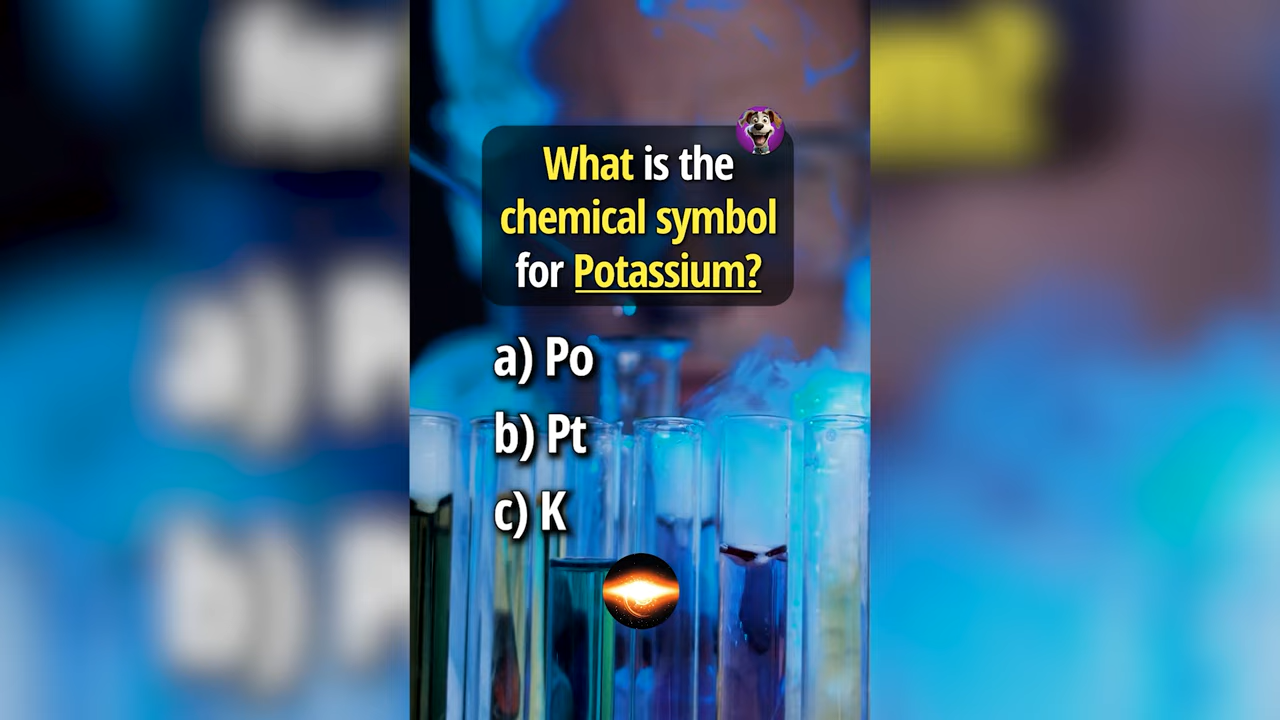 What is the
chemical symbol
for Potassium?
a) Po
b) Pt
c) K